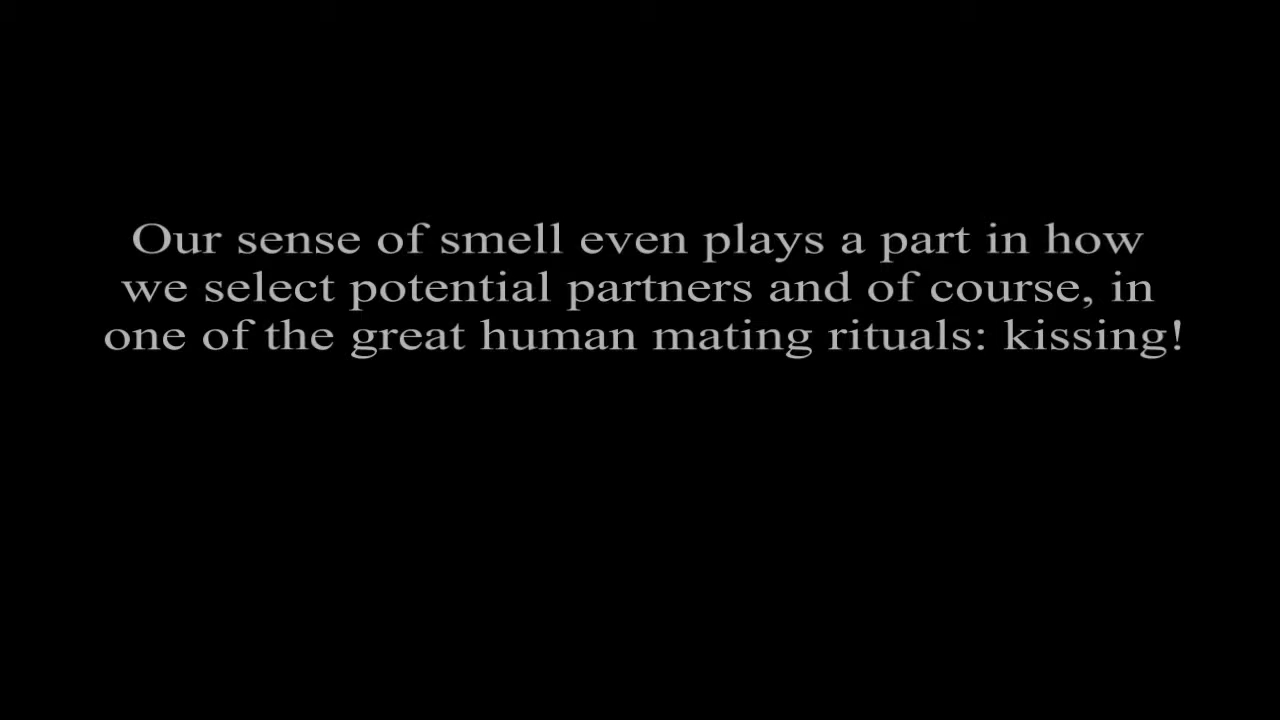 Our sense of smell even plays a part in how
we select potential partners and of course, in
one of the great human mating rituals: kissing!